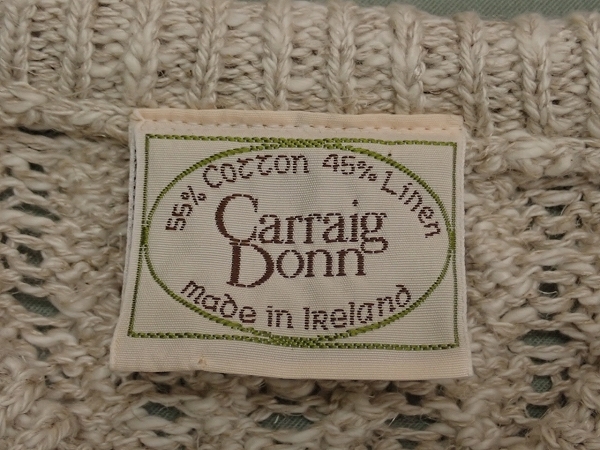 55% Cotton 45% Linen
Carraig
Donn
made in Ireland